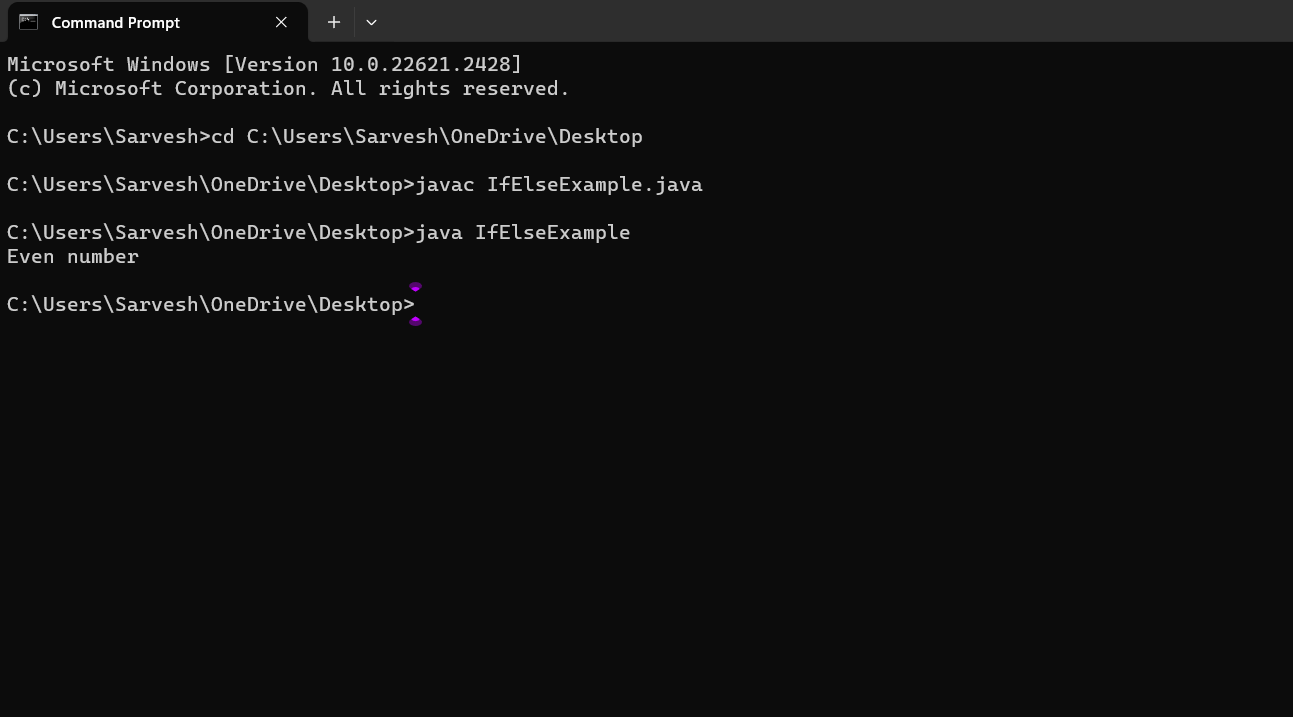 Command Prompt
Microsoft Windows [Version 10.0.22621.2428]
(c) Microsoft Corporation. All rights reserved.
C:\Users\Sarvesh>cd C:\Users\Sarvesh\OneDrive\Desktop
C:\Users\Sarvesh\OneDrive\Desktop>javac IfElseExample.java
C:\Users\Sarvesh\OneDrive\Desktop>java IfElseExample
Even number
C:\Users\Sarvesh\OneDrive\Desktop>